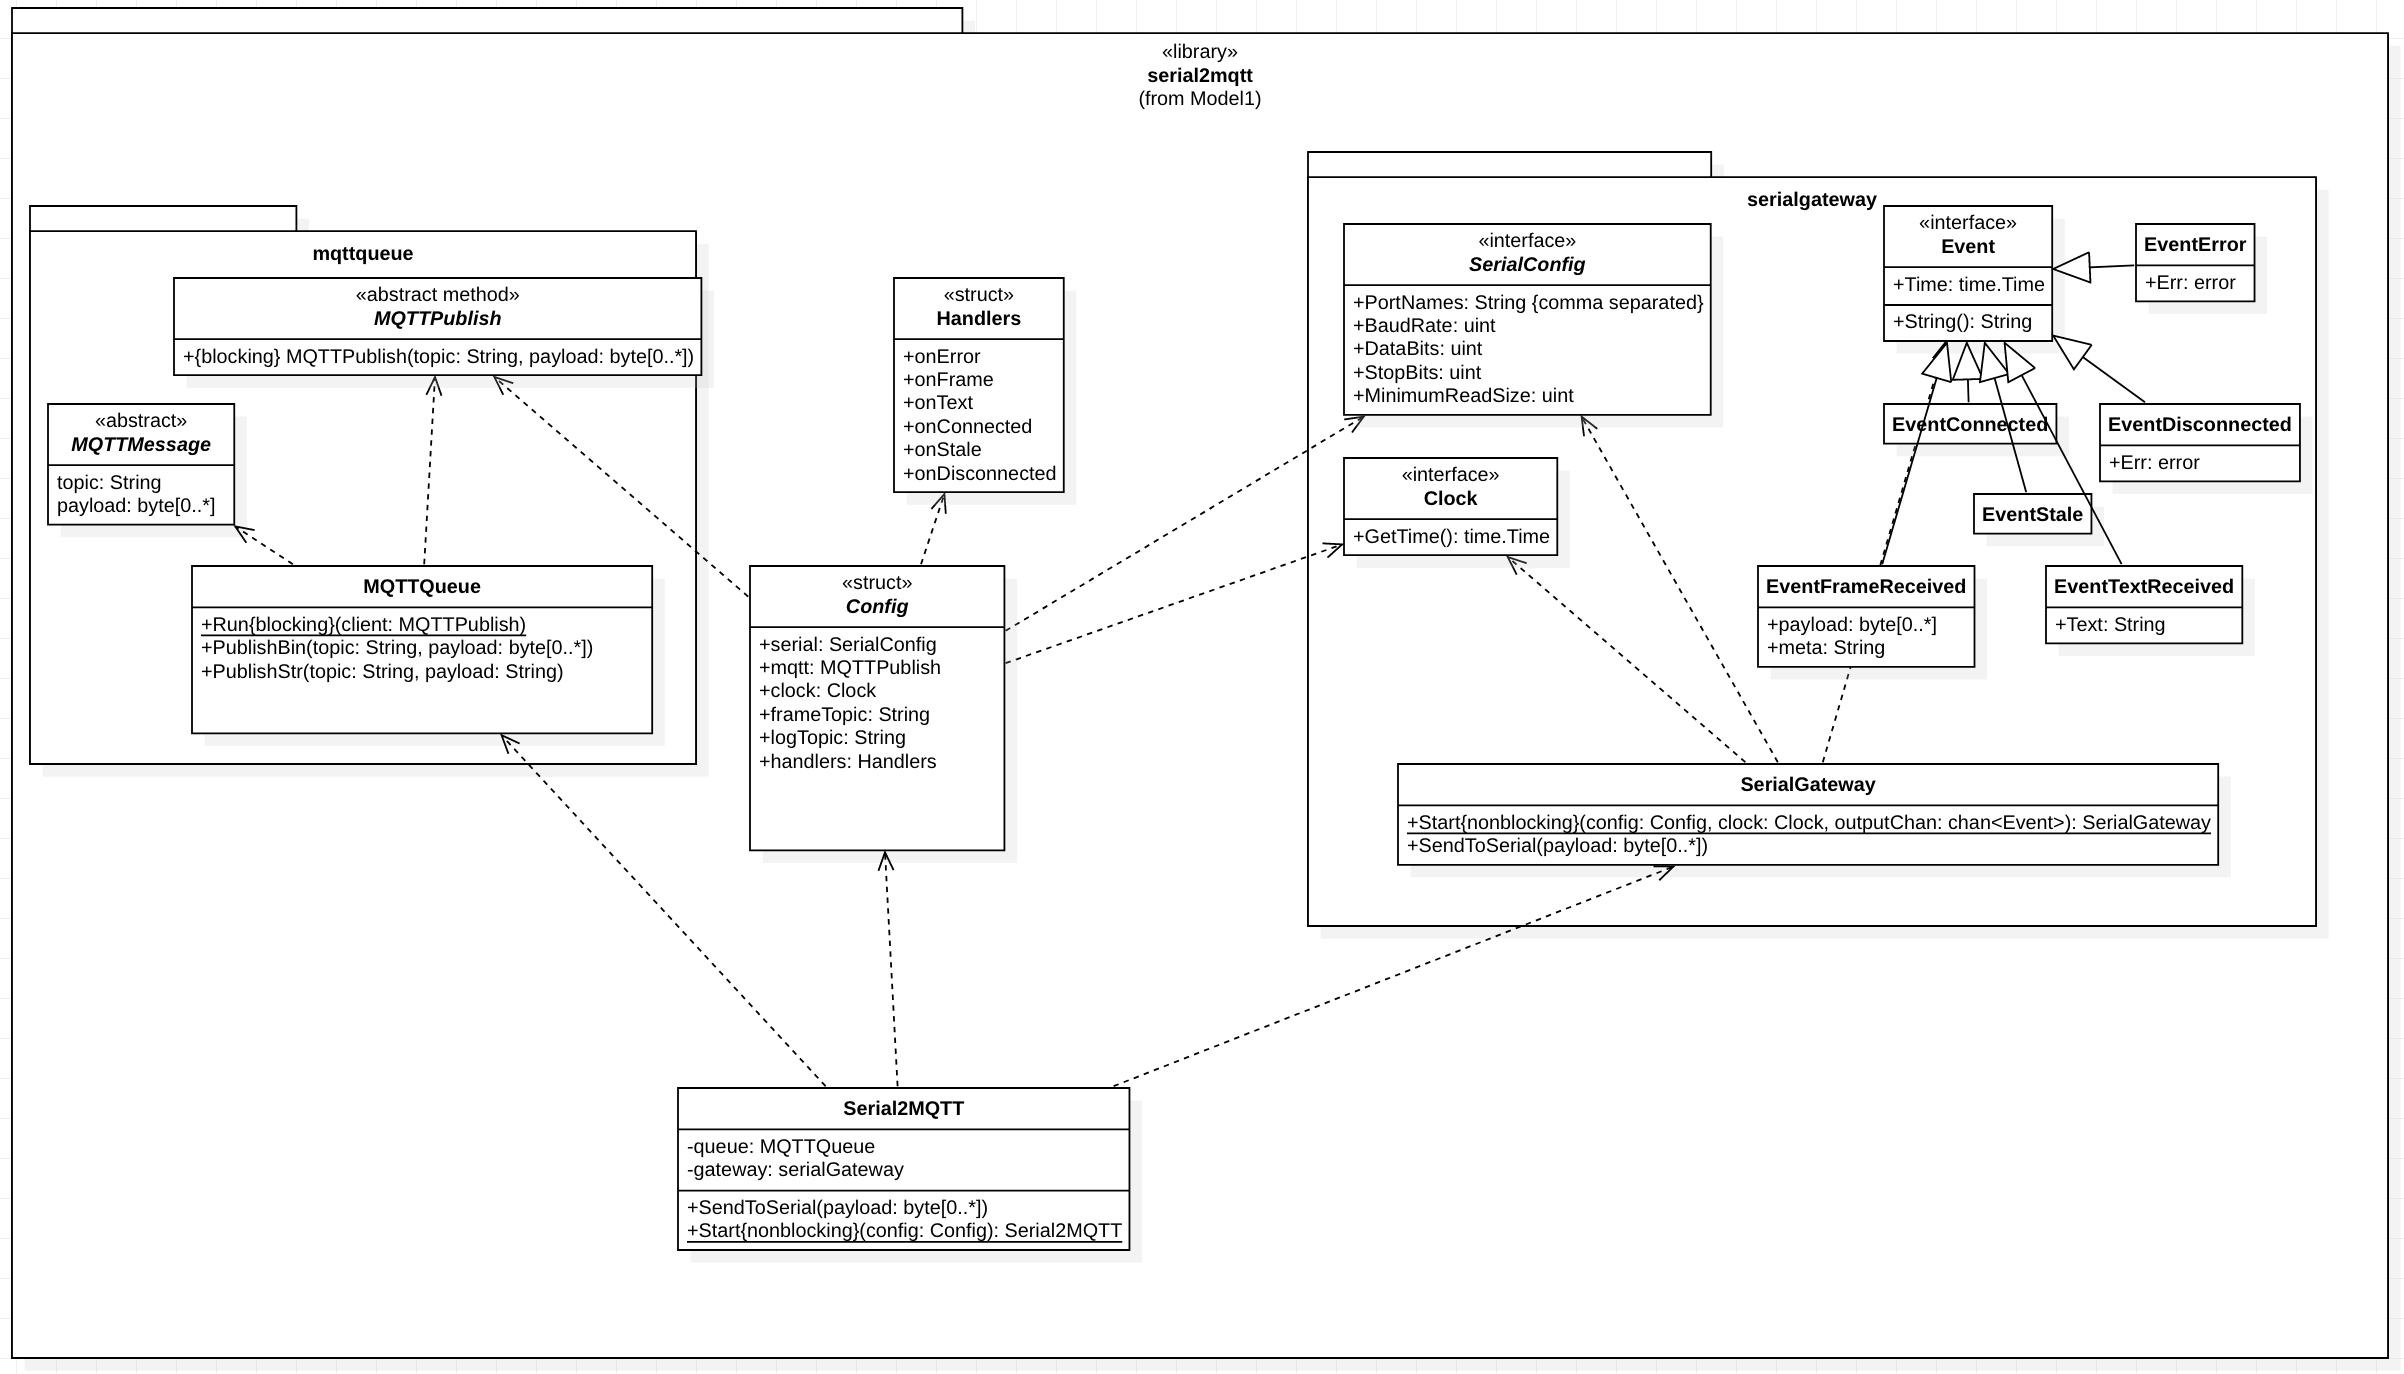 «library»
serial2mqtt
(from Model1)
mqttqueue
«abstract method»
MQTTPublish
+{blocking} MQTTPublish(topic: String, payload: byte[0..*])
«abstract»
MQTTMessage
topic: String
payload: byte[0..*]
MQTTQueue
+Run{blocking}(client: MQTTPublish)
+PublishBin(topic: String, payload: byte[0..*])
+PublishStr(topic: String, payload: String)
«struct»
Handlers
+onError
+onFrame
+onText
+onConnected
+onStale
+onDisconnected
«struct»
Config
+serial: SerialConfig
+mqtt: MQTTPublish
+clock: Clock
+frameTopic: String
+logTopic: String
+handlers: Handlers
serialgateway
«interface»
SerialConfig
+PortNames: String {comma separated}
+BaudRate: uint
+DataBits: uint
+StopBits: uint
+MinimumReadSize: uint
«interface»
Clock
+GetTime(): time.Time
«interface»
Event
+Time: time.Time
+String(): String
EventError
+Err: error
EventConnected
EventDisconnected
+Err: error
EventStale
EventFrameReceived
+payload: byte[0..*]
+meta: String
EventTextReceived
+Text: String
SerialGateway
+Start{nonblocking}(config: Config, clock: Clock, outputChan: chan<Event>): SerialGateway
+SendToSerial(payload: byte[0..*])
Serial2MQTT
-queue: MQTTQueue
-gateway: serialGateway
+SendToSerial(payload: byte[0..*])
+Start{nonblocking}(config: Config): Serial2MQTT